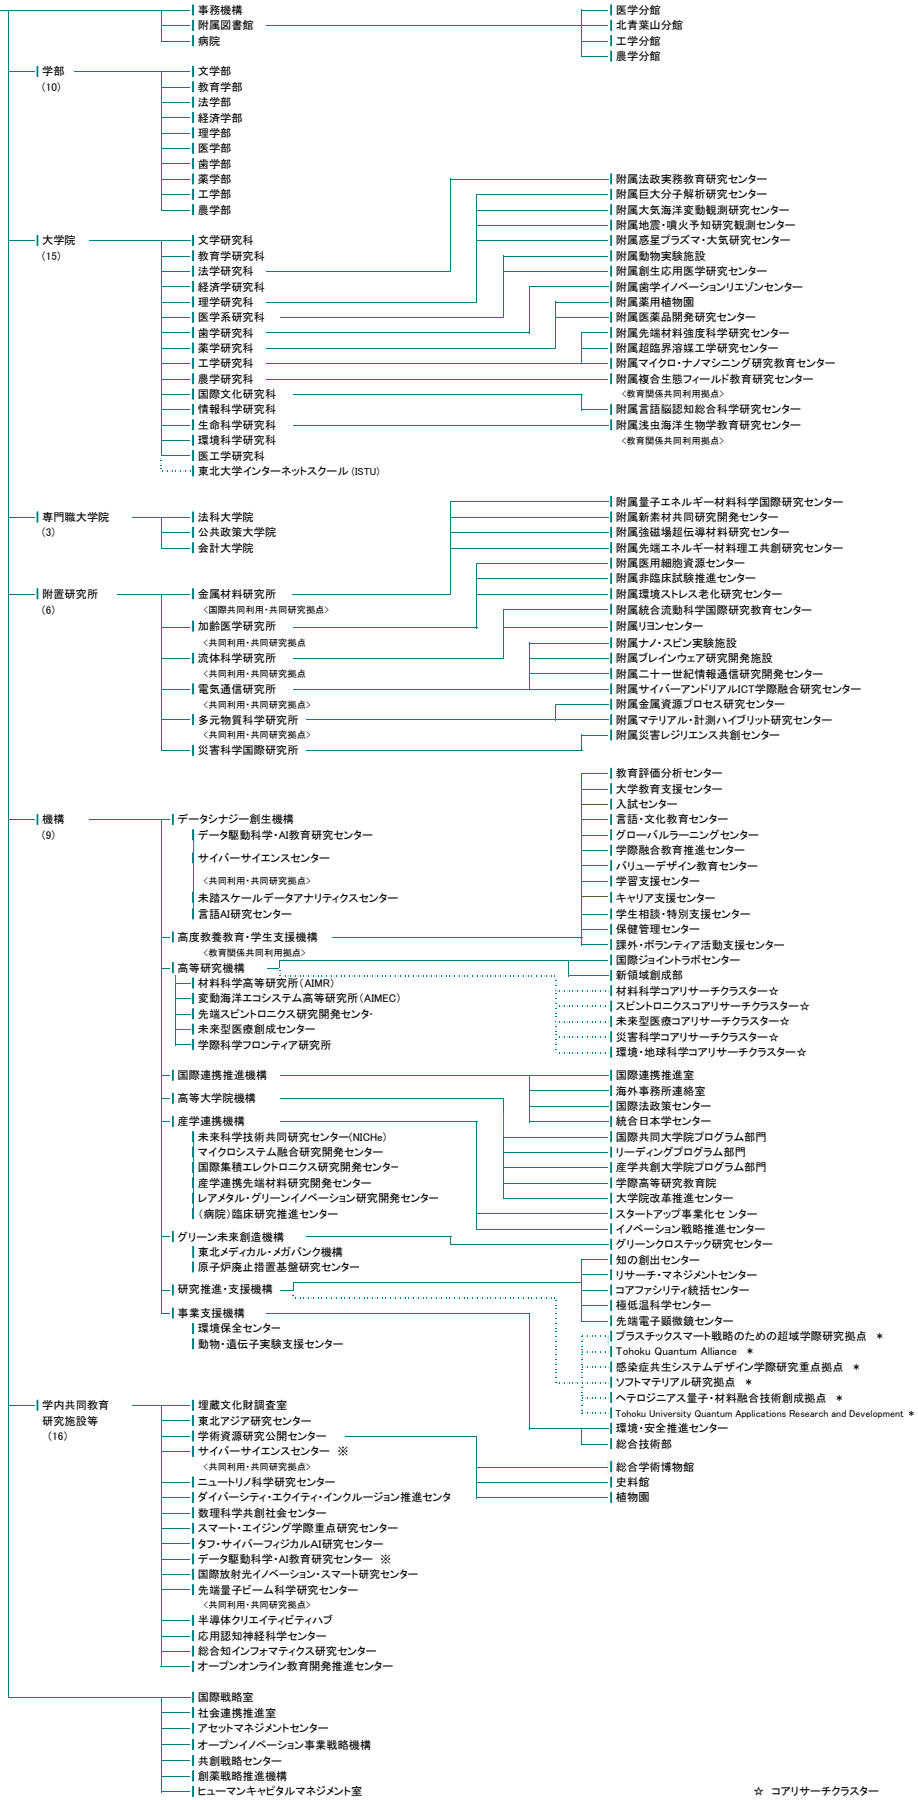 事務機構
附属図書館
病院
医学分館
北青葉山分館
工学分館
農学分館
学部
(10)
文学部
教育学部
法学部
経済学部
理学部
医学部
歯学部
薬学部
工学部
農学部
大学院
(15)
文学研究科
教育学研究科
法学研究科
経済学研究科
理学研究科
医学系研究科
歯学研究科
薬学研究科
工学研究科
農学研究科
国際文化研究科
情報科学研究科
生命科学研究科
環境科学研究科
医工学研究科
東北大学インターネットスクール (ISTU)
附属法政実務教育研究センター
附属巨大分子解析研究センター
附属大気海洋変動観測研究センター
附属地震・噴火予知研究観測センター
附属惑星プラズマ・大気研究センター
附属動物実験施設
附属創生応用医学研究センター
附属歯学イノベーションリエゾンセンター
附属薬用植物園
附属医薬品開発研究センター
附属先端材料強度科学研究センター
附属超臨界溶媒工学研究センター
附属マイクロ・ナノマシニング研究教育センター
附属複合生態フィールド教育研究センター
<教育関係共同利用拠点>
附属言語脳認知総合科学研究センター
附属浅虫海洋生物学教育研究センター
<教育関係共同利用拠点>
専門職大学院
(3)
法科大学院
公共政策大学院
会計大学院
附置研究所
(6)
金属材料研究所
<国際共同利用・共同研究拠点>
加齢医学研究所
<共同利用・共同研究拠点
流体科学研究所
<共同利用・共同研究拠点
電気通信研究所
<共同利用・共同研究拠点>
多元物質科学研究所
<共同利用・共同研究拠点>
災害科学国際研究所
附属量子エネルギー材料科学国際研究センター
附属新素材共同研究開発センター
附属強磁場超伝導材料研究センター
附属先端エネルギー材料理工共創研究センター
附属医用細胞資源センター
附属非臨床試験推進センター
附属環境ストレス老化研究センター
附属統合流動科学国際研究教育センター
附属リヨンセンター
附属ナノ・スピン実験施設
附属ブレインウェア研究開発施設
附属二十一世紀情報通信研究開発センター
附属サイバーアンドリアルICT学際融合研究センター
附属金属資源プロセス研究センター
附属マテリアル・計測ハイブリット研究センター
附属災害レジリエンス共創センター
機構
(9)
データシナジー創生機構
データ駆動科学・AI教育研究センター
サイバーサイエンスセンター
<共同利用・共同研究拠点>
未踏スケールデータアナリティクスセンター
言語AI研究センター
高度教養教育・学生支援機構
<教育関係共同利用拠点>
高等研究機構
材料科学高等研究所(AIMR)
変動海洋エコシステム高等研究所(AIMEC)
先端スピントロニクス研究開発センタ･
未来型医療創成センター
学際科学フロンティア研究所
国際連携推進機構
高等大学院機構
産学連携機構
未来科学技術共同研究センター(NICHe)
マイクロシステム融合研究開発センター
国際集積エレクトロニクス研究開発センター
産学連携先端材料研究開発センター
レアメタル・グリーンイノベーション研究開発センター
(病院)臨床研究推進センター
グリーン未来創造機構
東北メディカル・メガバンク機構
原子炉廃止措置基盤研究センター
研究推進・支援機構
事業支援機構
環境保全センター
動物・遺伝子実験支援センター
教育評価分析センター
大学教育支援センター
入試センター
言語・文化教育センター
グローバルラーニングセンター
学際融合教育推進センター
バリューデザイン教育センター
学習支援センター
キャリア支援センター
学生相談・特別支援センター
保健管理センター
課外・ボランティア活動支援センター
国際ジョイントラボセンター
新領域創成部
材料科学コアリサーチクラスター☆
スピントロニクスコアリサーチクラスター☆
未来型医療コアリサーチクラスター☆
災害科学コアリサーチクラスター☆
環境・地球科学コアリサーチクラスター☆
国際連携推進室
海外事務所連絡室
国際法政策センター
統合日本学センター
国際共同大学院プログラム部門
リーディングプログラム部門
産学共創大学院プログラム部門
学際高等研究教育院
大学院改革推進センター
スタートアップ事業化センター
イノベーション戦略推進センター
グリーンクロステック研究センター
知の創出センター
リサーチ・マネジメントセンター
コアファシリティ統括センター
極低温科学センター
先端電子顕微鏡センター
プラスチックスマート戦略のための超域学際研究拠点 *
Tohoku Quantum Alliance *
感染症共生システムデザイン学際研究重点拠点 *
ソフトマテリアル研究拠点 *
ヘテロジニアス量子・材料融合技術創成拠点 *
Tohoku University Quantum Applications Research and Development *
環境・安全推進センター
総合技術部
学内共同教育
研究施設等
(16)
埋蔵文化財調査室
東北アジア研究センター
学術資源研究公開センター
サイバーサイエンスセンター ※
<共同利用・共同研究拠点>
ニュートリノ科学研究センター
ダイバーシティ・エクイティ・インクルージョン推進センタ
数理科学共創社会センター
スマート・エイジング学際重点研究センター
タフ・サイバーフィジカルAI研究センター
データ駆動科学・AI教育研究センター ※
国際放射光イノベーション・スマート研究センター
先端量子ビーム科学研究センター
<共同利用・共同研究拠点>
半導体クリエイティビティハブ
応用認知神経科学センター
総合知インフォマティクス研究センター
オープンオンライン教育開発推進センター
総合学術博物館
史料館
植物園
国際戦略室
社会連携推進室
アセットマネジメントセンター
オープンイノベーション事業戦略機構
共創戦略センター
創薬戦略推進機構
ヒューマンキャピタルマネジメント室
☆ コアリサーチクラスター